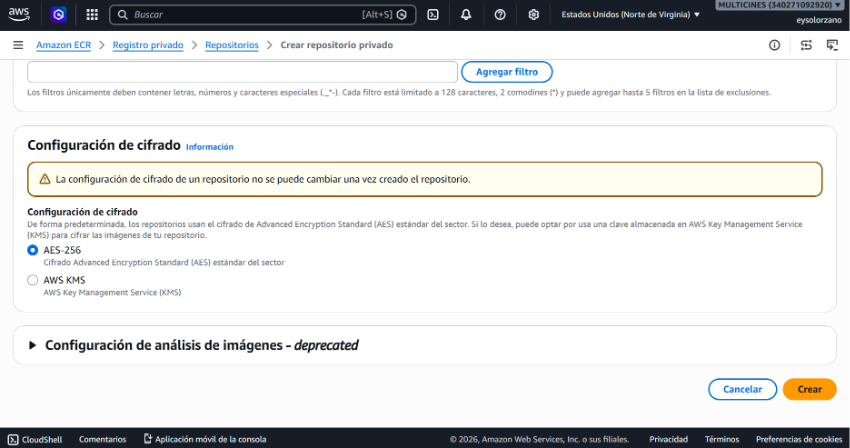 aws
Buscar
[Alt+S]
Estados Unidos (Norte de Virginia)
MULTICINES (340271092920)
eysolorzano
Amazon ECR > Registro privado > Repositorios > Crear repositorio privado
Agregar filtro
Los filtros únicamente deben contener letras, números y caracteres especiales (._*-). Cada filtro está limitado a 128 caracteres, 2 comodines (*) y puede agregar hasta 5 filtros en la lista de exclusiones.
Configuración de cifrado Información
La configuración de cifrado de un repositorio no se puede cambiar una vez creado el repositorio.
Configuración de cifrado
De forma predeterminada, los repositorios usan el cifrado de Advanced Encryption Standard (AES) estándar del sector. Si lo desea, puede optar por usa una clave almacenada en AWS Key Management Service
(KMS) para cifrar las imágenes de tu repositorio.
AES-256
Cifrado Advanced Encryption Standard (AES) estándar del sector
AWS KMS
AWS Key Management Service (KMS)
Configuración de análisis de imágenes - deprecated
Cancelar
Crear
CloudShell Comentarios Aplicación móvil de la consola © 2026, Amazon Web Services, Inc. o sus filiales. Privacidad Términos Preferencias de cookies